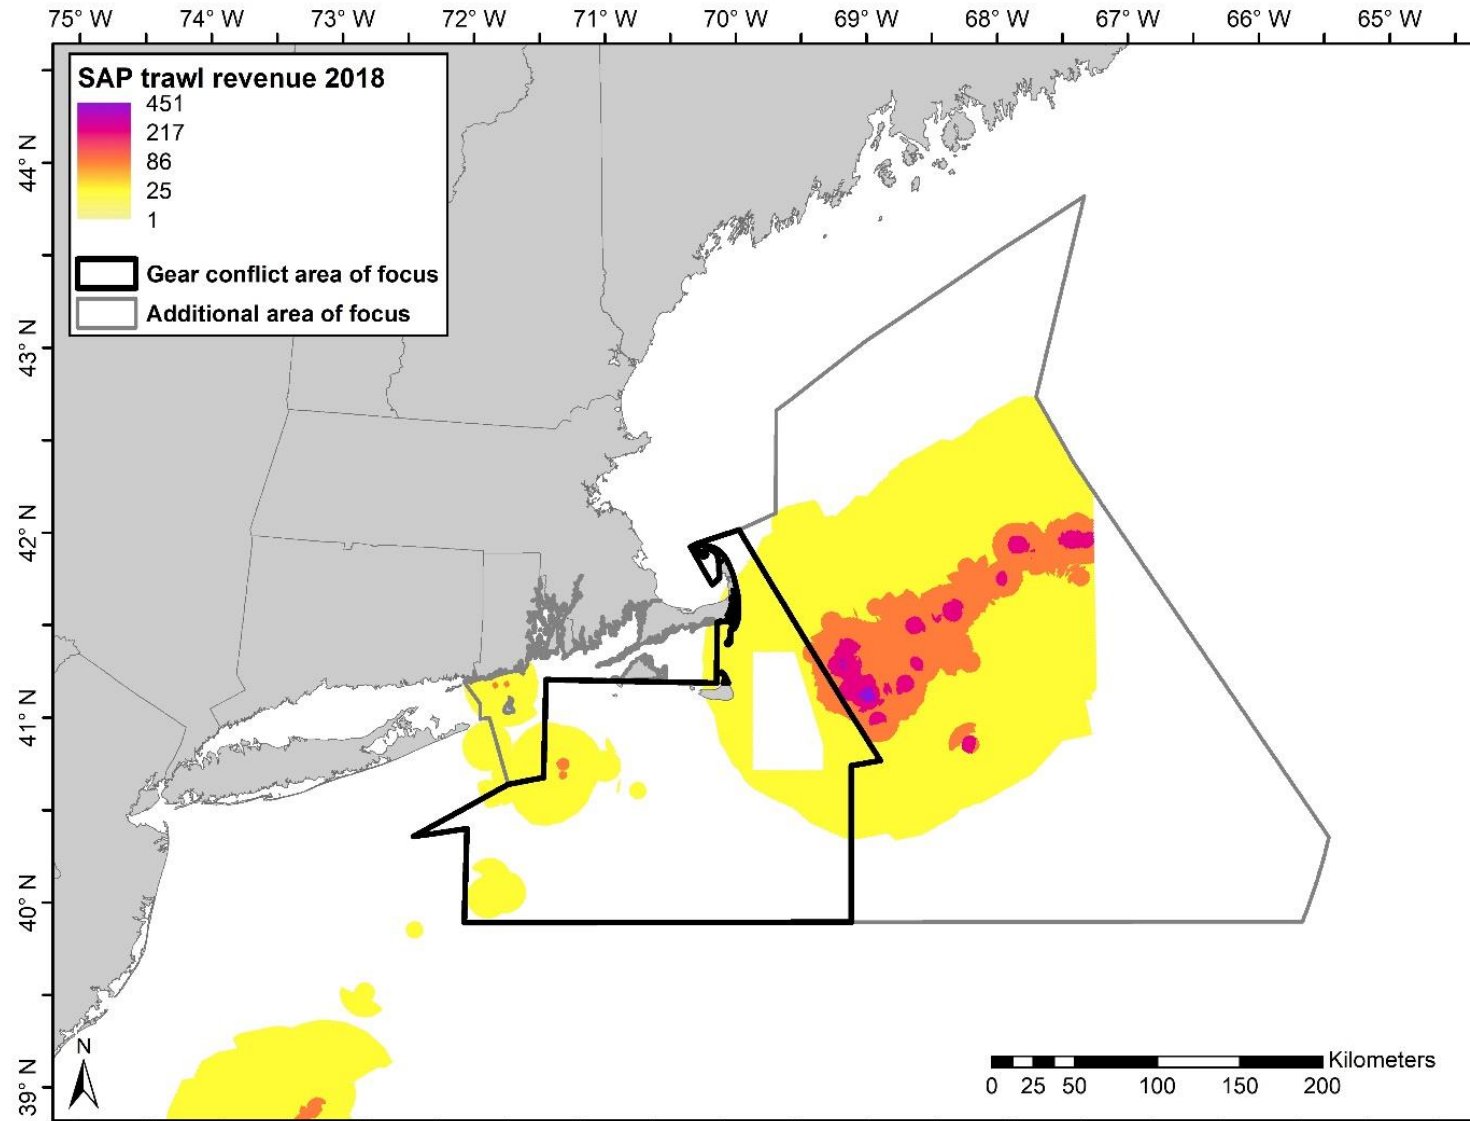 75° W 74° W 73° W 72° W 71° W 70° W 69° W 68° W 67° W 66° W 65° W
SAP trawl revenue 2018
451
217
86
25
1
Gear conflict area of focus
Additional area of focus
44° N
43° N
42° N
41° N
40° N
39° N
N
Kilometers
0 25 50 100 150 200